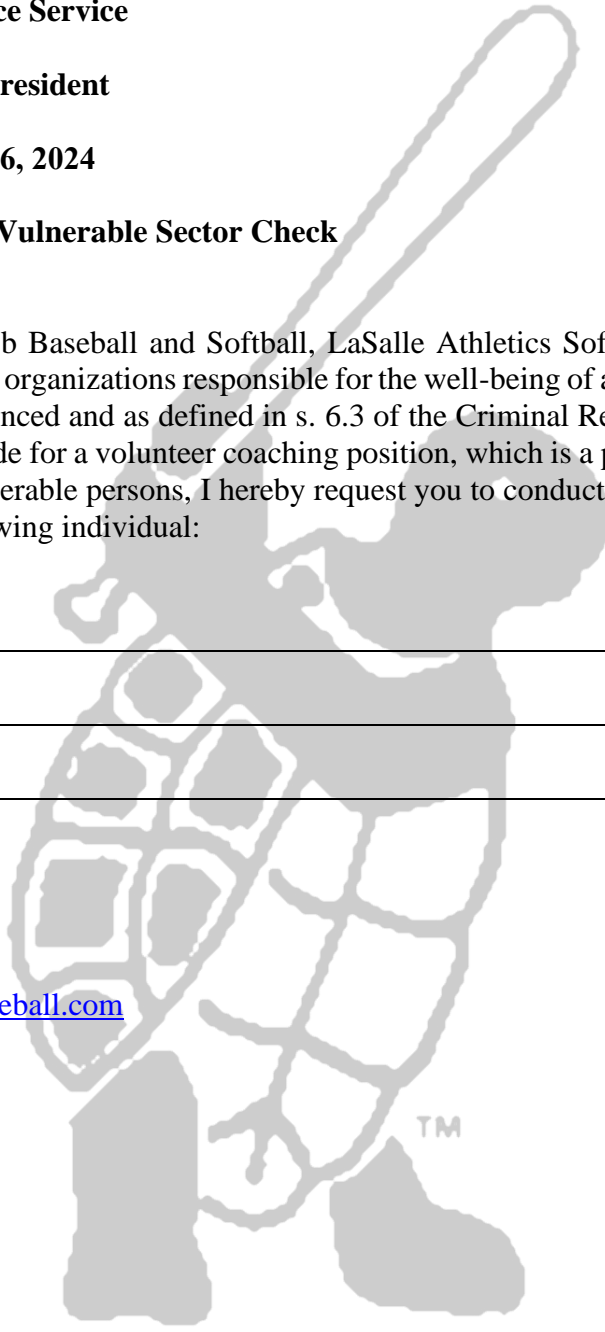 ce Service
resident
6, 2024
Vulnerable Sector Check
b Baseball and Softball, LaSalle Athletics Sof
organizations responsible for the well-being of a
nced and as defined in s. 6.3 of the Criminal Re
de for a volunteer coaching position, which is a p
erable persons, I hereby request you to conduct
wing individual:
eball.com
TM